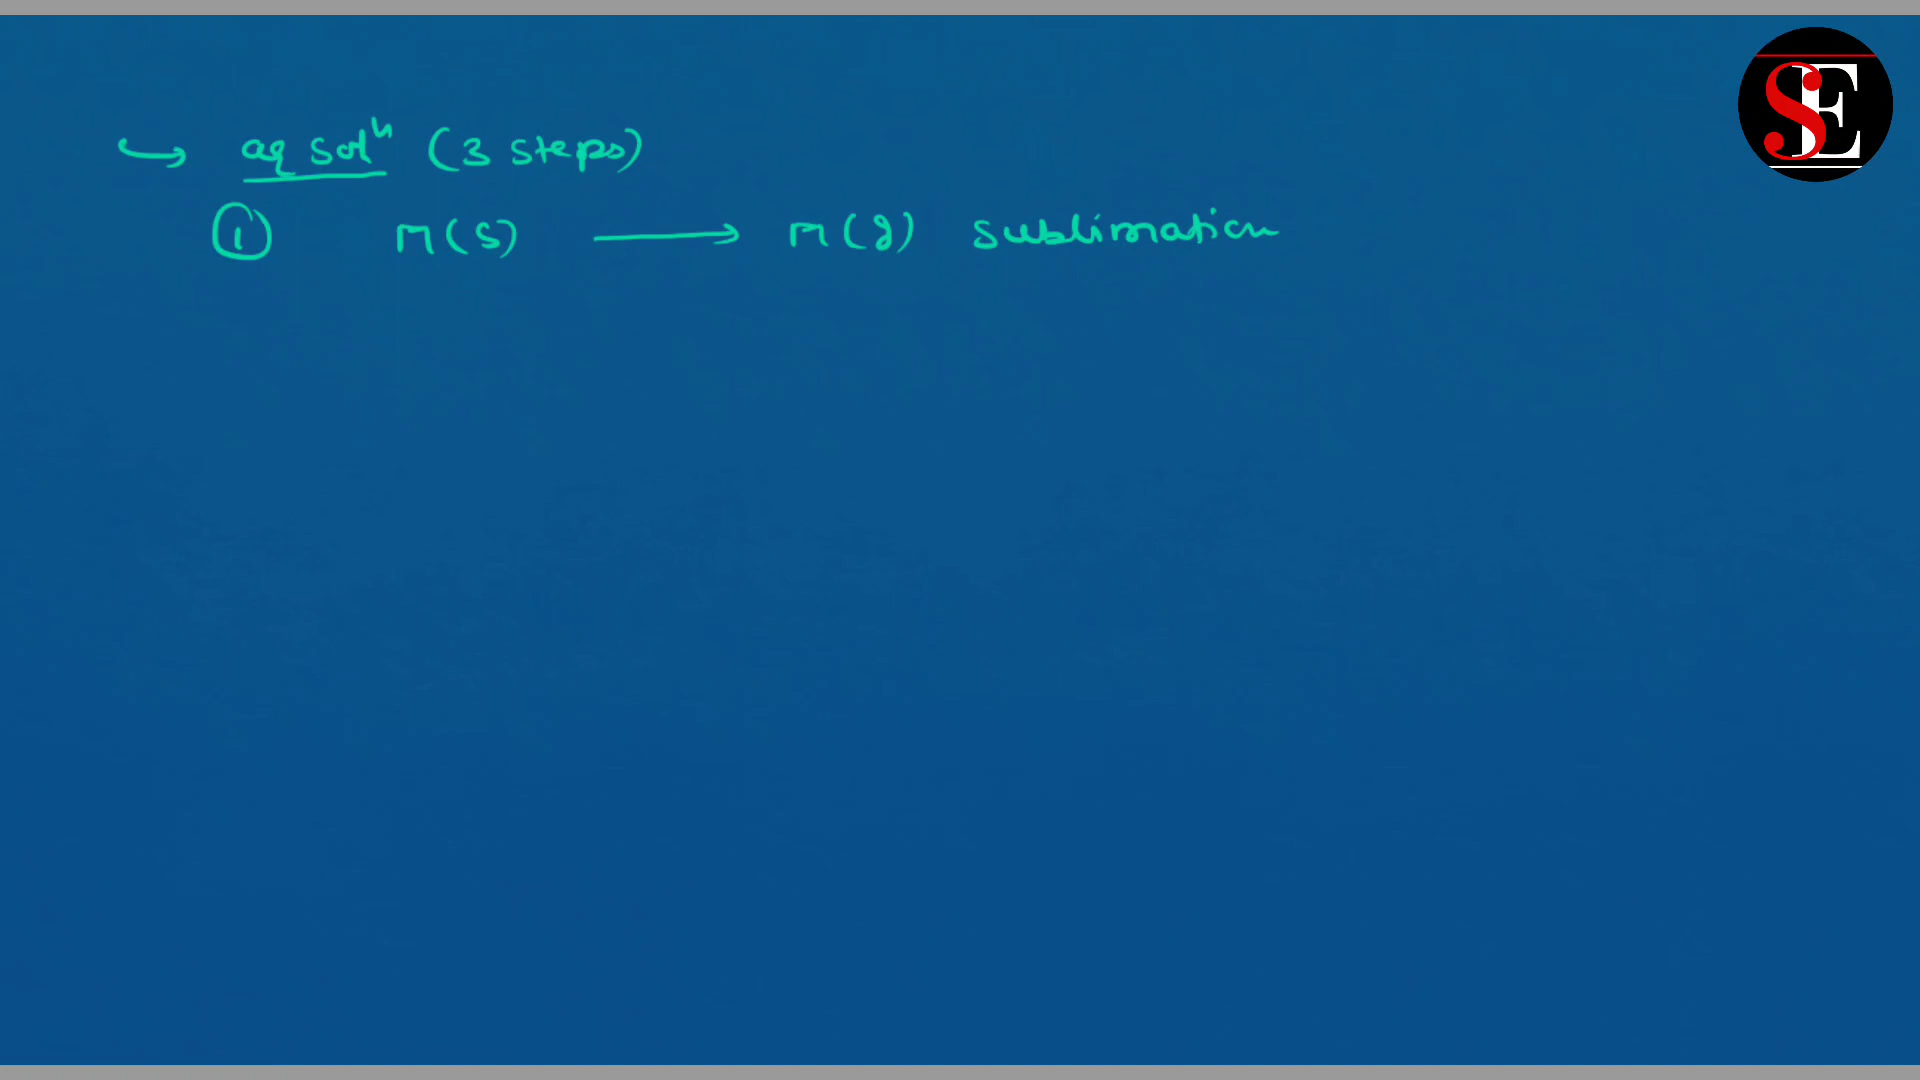 SE
↪ aq solⁿ (3 steps)
① M(s) ⟶ M(g) sublimation